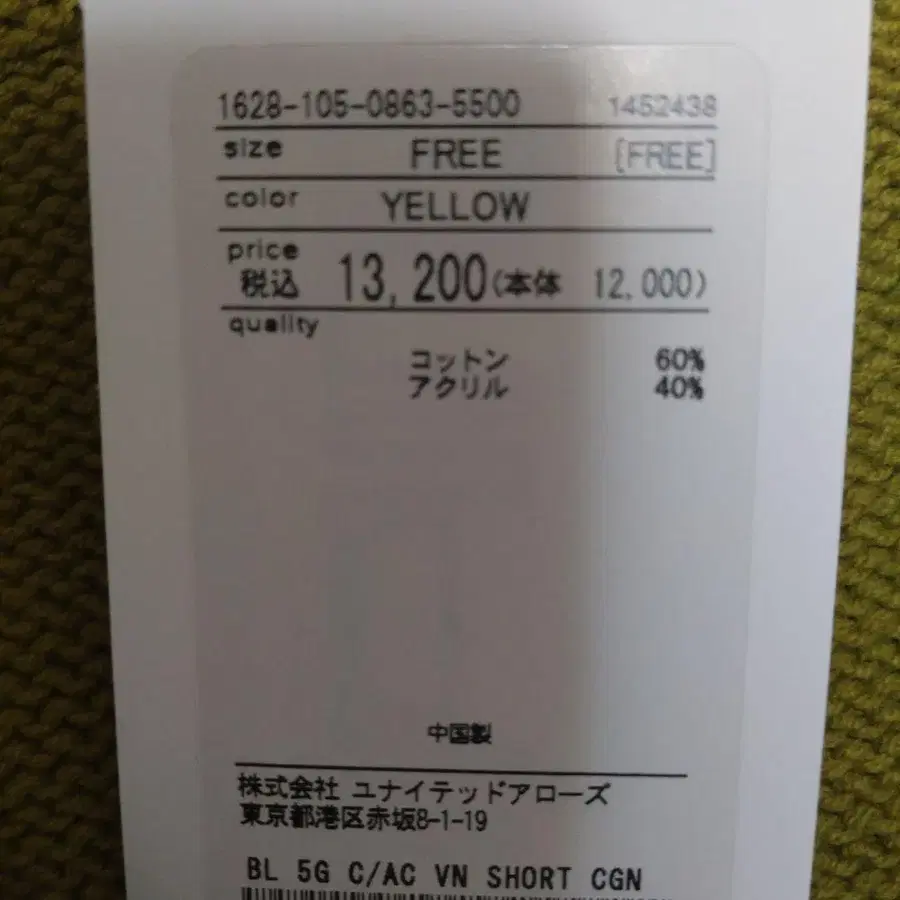 1628-105-0863-5500 1452438
size FREE [FREE]
color YELLOW
price
税込 13,200(本体 12,000)
quality
コットン 60%
アクリル 40%
中国製
株式会社 ユナイテッドアローズ
東京都港区赤坂8-1-19
BL 5G C/AC VN SHORT CGN